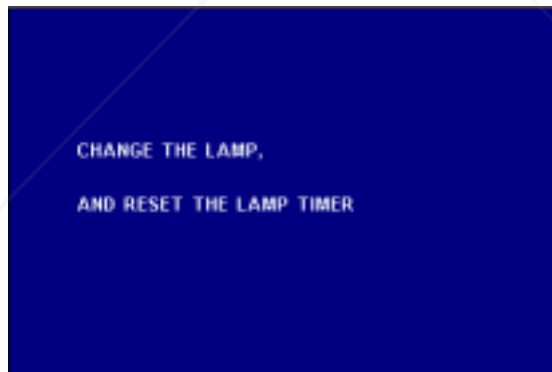 CHANGE THE LAMP,
AND RESET THE LAMP TIMER